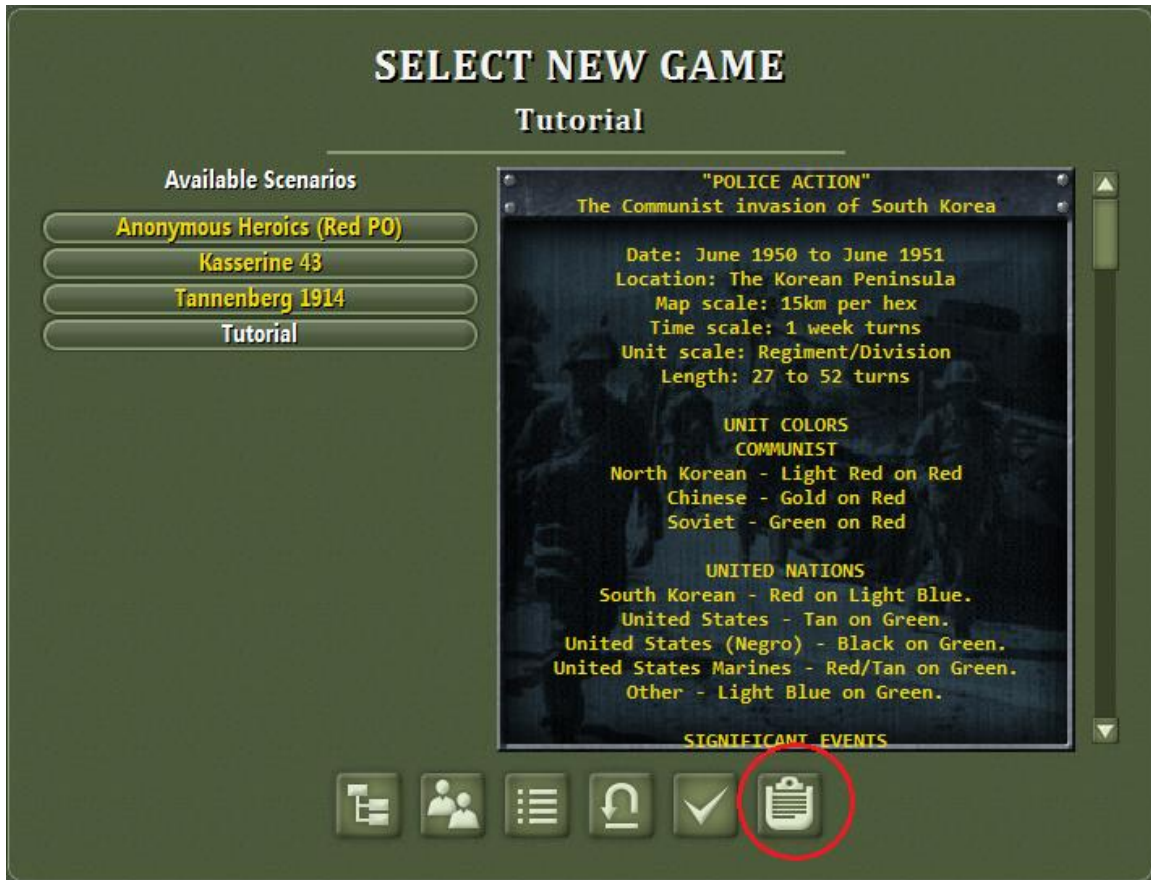 SELECT NEW GAME
Tutorial
Available Scenarios
Anonymous Heroics (Red PO)
Kasserine 43
Tannenberg 1914
Tutorial
"POLICE ACTION"
The Communist invasion of South Korea
Date: June 1950 to June 1951
Location: The Korean Peninsula
Map scale: 15km per hex
Time scale: 1 week turns
Unit scale: Regiment/Division
Length: 27 to 52 turns
UNIT COLORS
COMMUNIST
North Korean - Light Red on Red
Chinese - Gold on Red
Soviet - Green on Red
UNITED NATIONS
South Korean - Red on Light Blue.
United States - Tan on Green.
United States (Negro) - Black on Green.
United States Marines - Red/Tan on Green.
Other - Light Blue on Green.
SIGNIFICANT EVENTS